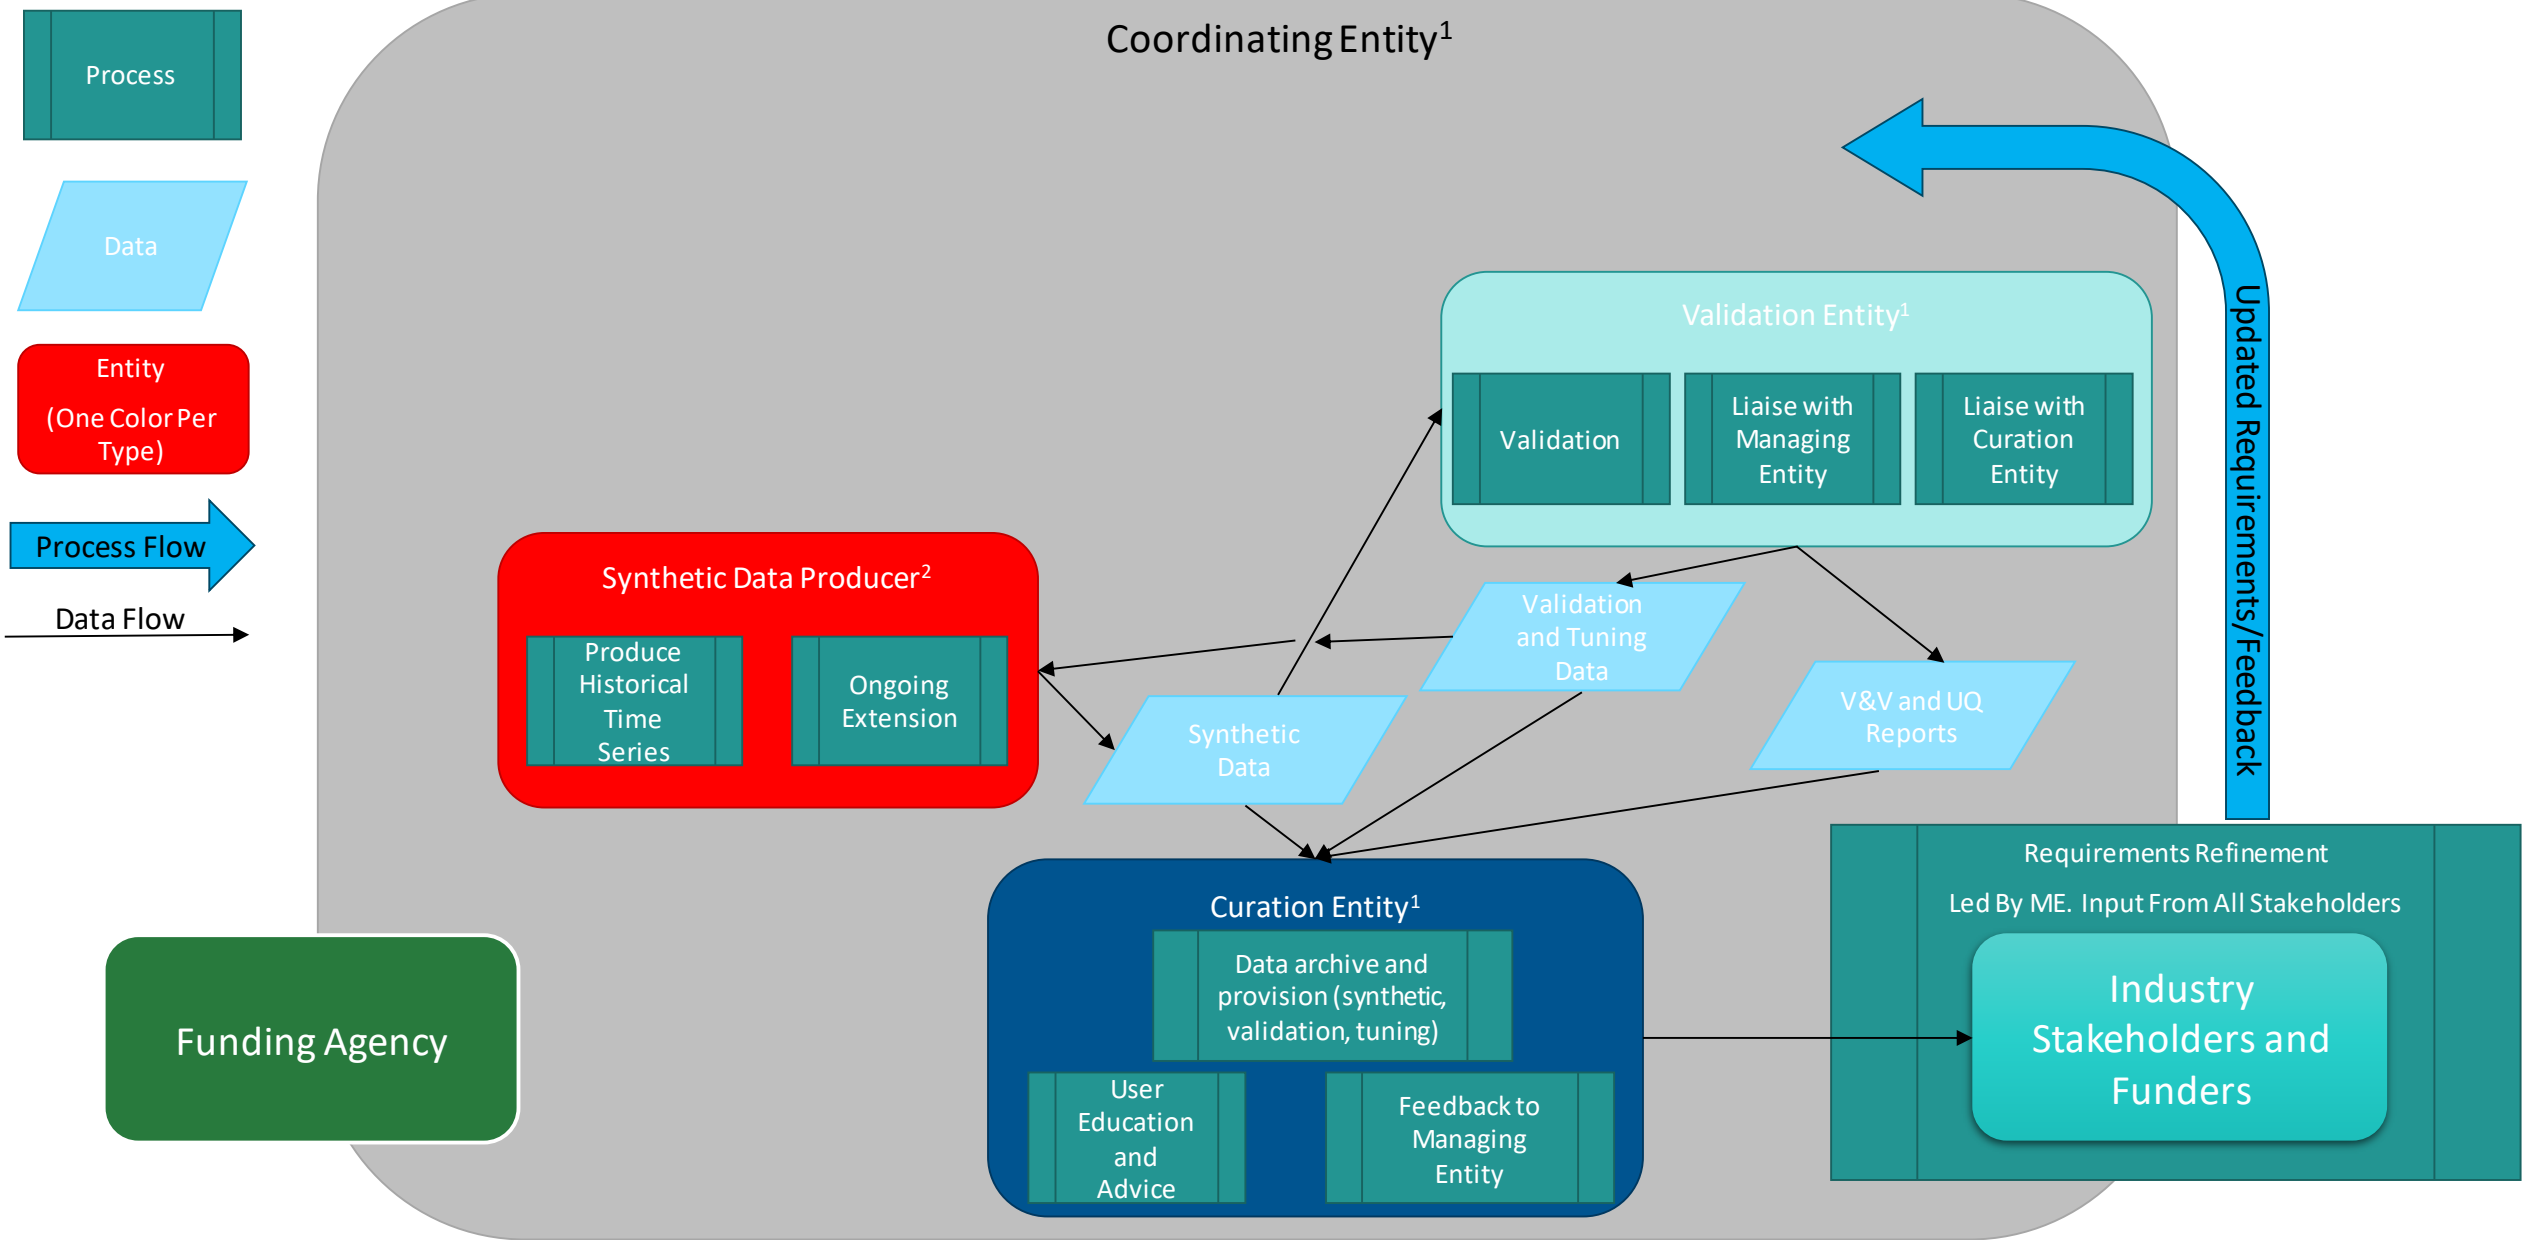 Coordinating Entity¹
Process
Data
Entity
(One Color Per
Type)
Process Flow
Data Flow
Validation Entity¹
Validation
Liaise with
Managing
Entity
Liaise with
Curation
Entity
Updated Requirements/Feedback
Synthetic Data Producer²
Produce
Historical
Time
Series
Ongoing
Extension
Validation
and Tuning
Data
Synthetic
Data
V&V and UQ
Reports
Curation Entity¹
Data archive and
provision (synthetic,
validation, tuning)
User
Education
and
Advice
Feedback to
Managing
Entity
Requirements Refinement
Led By ME. Input From All Stakeholders
Industry
Stakeholders and
Funders
Funding Agency